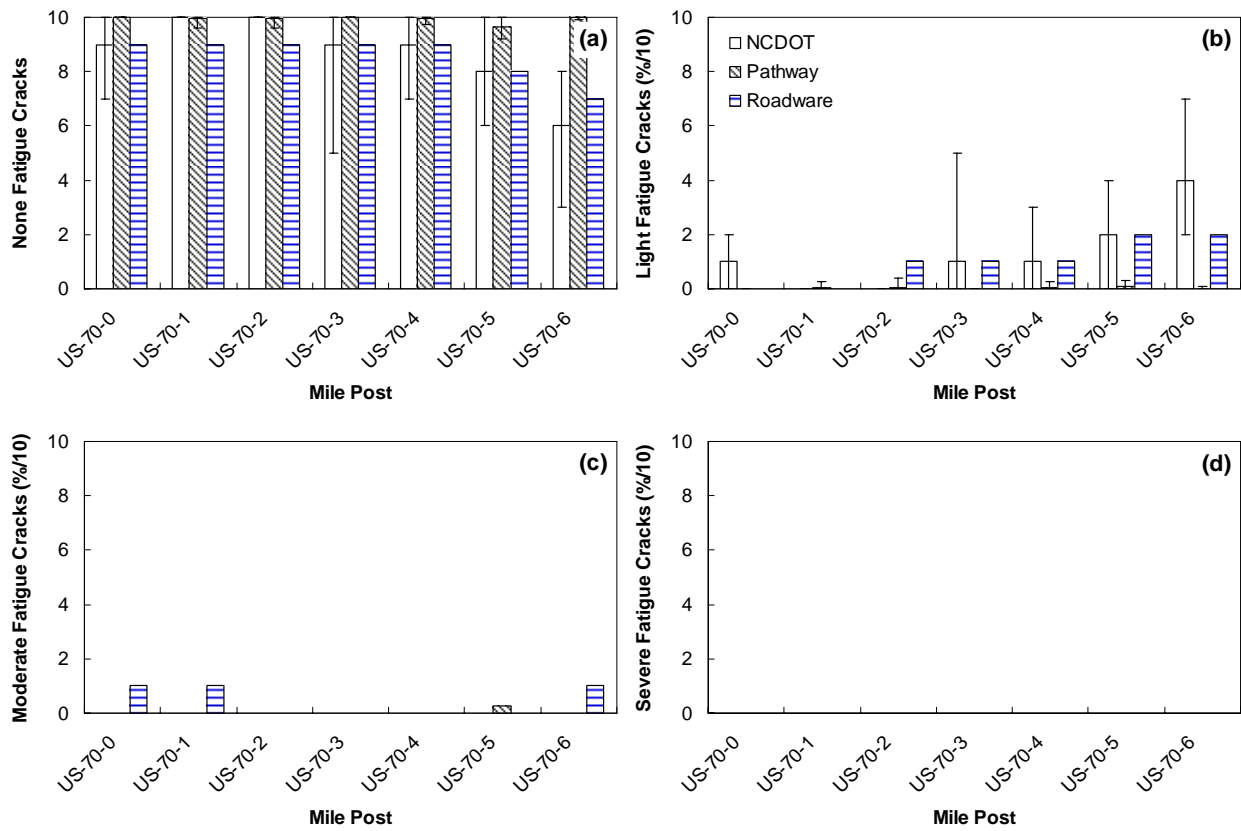 None Fatigue Cracks
10
8
6
4
2
0
(a)
US-70-0
US-70-1
US-70-2
US-70-3
US-70-4
US-70-5
US-70-6
Mile Post
Light Fatigue Cracks (%/10)
10
8
6
4
2
0
(b)
NCDOT
Pathway
Roadware
US-70-0
US-70-1
US-70-2
US-70-3
US-70-4
US-70-5
US-70-6
Mile Post
Moderate Fatigue Cracks (%/10)
10
8
6
4
2
0
(c)
US-70-0
US-70-1
US-70-2
US-70-3
US-70-4
US-70-5
US-70-6
Mile Post
Severe Fatigue Cracks (%/10)
10
8
6
4
2
0
(d)
US-70-0
US-70-1
US-70-2
US-70-3
US-70-4
US-70-5
US-70-6
Mile Post